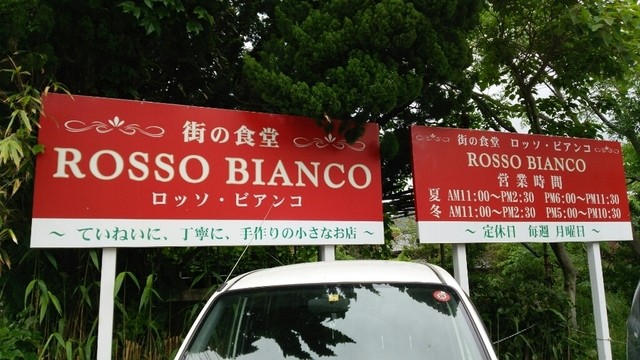 街の食堂
ROSSO BIANCO
ロッソ・ビアンコ
～ ていねいに、丁寧に、手作りの小さなお店 ～
街の食堂 ロッソ・ビアンコ
ROSSO BIANCO
営業時間
夏 AM11:00～PM2:30 PM6:00～PM11:30
冬 AM11:00～PM2:30 PM5:00～PM10:30
～ 定休日 毎週 月曜日 ～